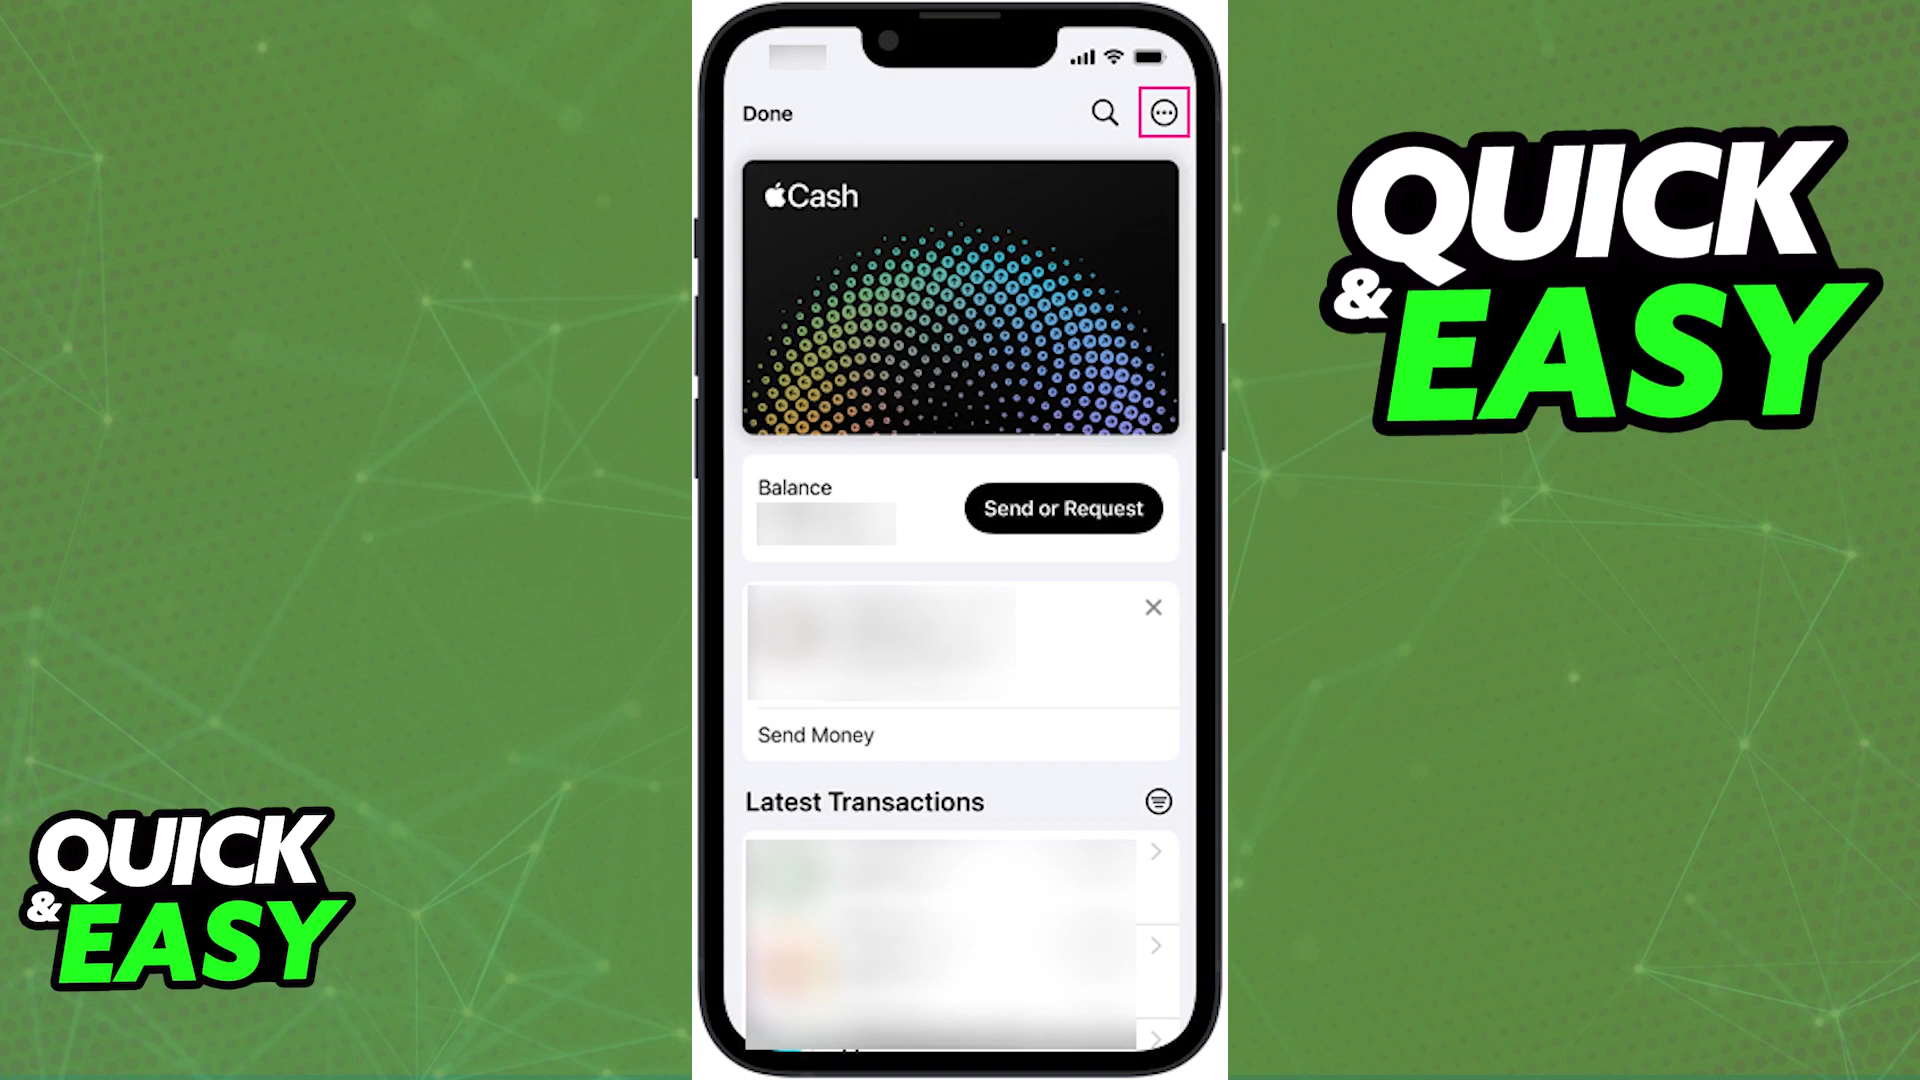 Done
Cash
Balance
Send or Request
Send Money
Latest Transactions
QUICK
& EASY
QUICK
& EASY